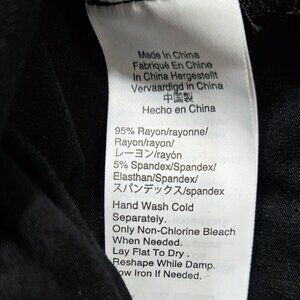 Made In China
Fabriqué En Chine
In China Hergestellt
Vervaardigd in China
中国製
Hecho en China
95% Rayon/rayonne/
Rayon/rayon/
レーヨン/rayón
5% Spandex/Spandex/
Elasthan/Spandex/
スパンデックス/spandex
Hand Wash Cold
Separately.
Only Non-Chlorine Bleach
When Needed.
Lay Flat To Dry .
Reshape While Damp.
ow Iron If Needed.